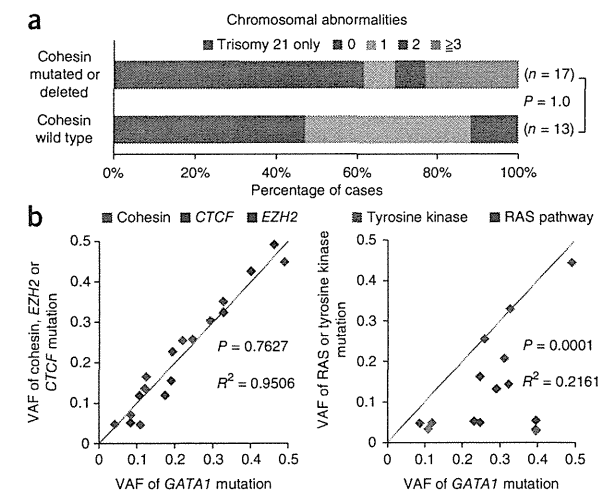 a
Chromosomal abnormalities
Trisomy 21 only 0 1 2 ≧3
Cohesin
mutated or
deleted
(n = 17)
P = 1.0
Cohesin
wild type
(n = 13)
0% 20% 40% 60% 80% 100%
Percentage of cases
b
Cohesin CTCF EZH2
VAF of cohesin, EZH2 or
CTCF mutation
0.5
0.4
0.3
0.2
0.1
0
P = 0.7627
R² = 0.9506
0 0.1 0.2 0.3 0.4 0.5
VAF of GATA1 mutation
Tyrosine kinase RAS pathway
VAF of RAS or tyrosine kinase
mutation
0.5
0.4
0.3
0.2
0.1
0
P = 0.0001
R² = 0.2161
0 0.1 0.2 0.3 0.4 0.5
VAF of GATA1 mutation